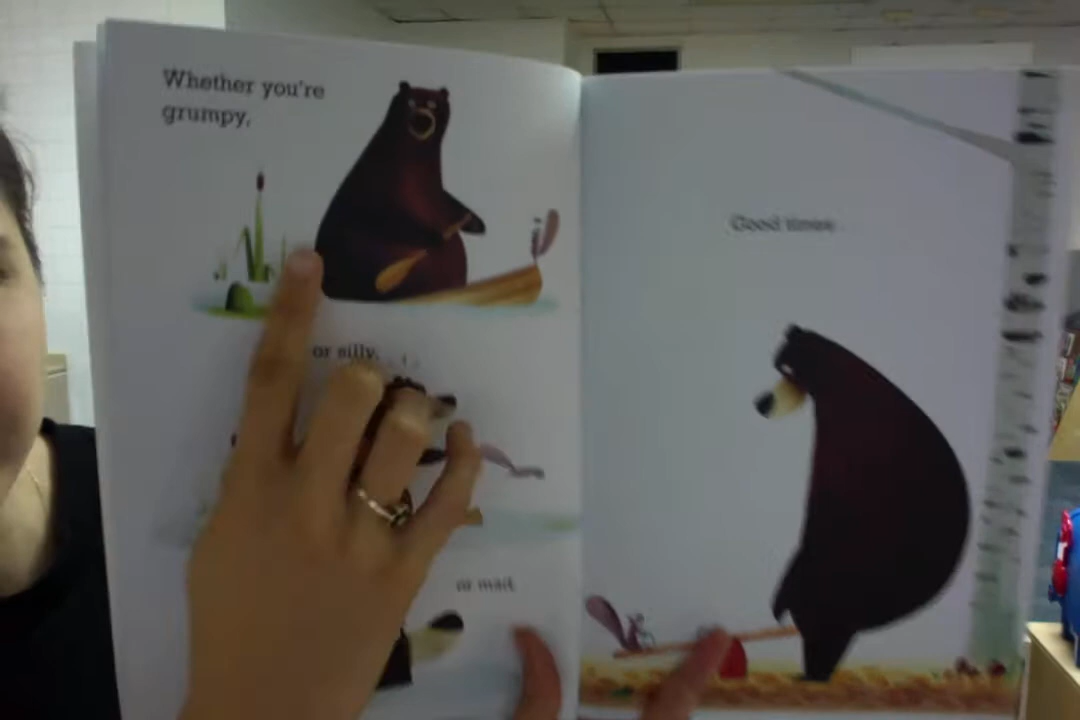 Whether you're
grumpy,
or silly,
or mad.
Good times